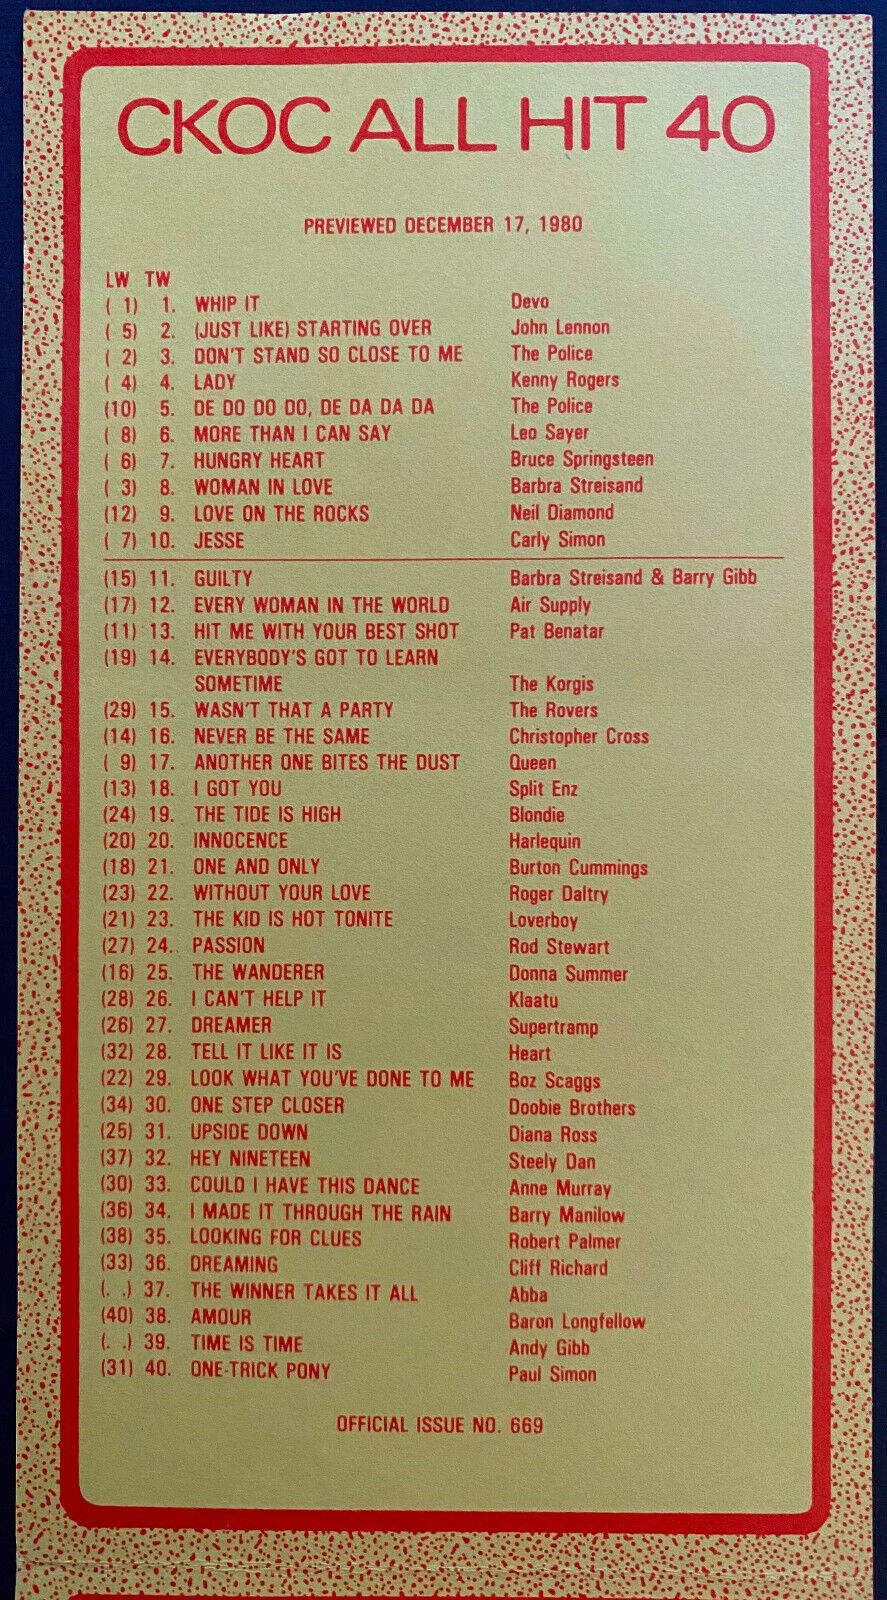 CKOC ALL HIT 40
PREVIEWED DECEMBER 17, 1980
LW TW
( 1) 1. WHIP IT Devo
( 5) 2. (JUST LIKE) STARTING OVER John Lennon
( 2) 3. DON'T STAND SO CLOSE TO ME The Police
( 4) 4. LADY Kenny Rogers
(10) 5. DE DO DO DO, DE DA DA DA The Police
( 8) 6. MORE THAN I CAN SAY Leo Sayer
( 6) 7. HUNGRY HEART Bruce Springsteen
( 3) 8. WOMAN IN LOVE Barbra Streisand
(12) 9. LOVE ON THE ROCKS Neil Diamond
( 7) 10. JESSE Carly Simon
(15) 11. GUILTY Barbra Streisand & Barry Gibb
(17) 12. EVERY WOMAN IN THE WORLD Air Supply
(11) 13. HIT ME WITH YOUR BEST SHOT Pat Benatar
(19) 14. EVERYBODY'S GOT TO LEARN
SOMETIME The Korgis
(29) 15. WASN'T THAT A PARTY The Rovers
(14) 16. NEVER BE THE SAME Christopher Cross
( 9) 17. ANOTHER ONE BITES THE DUST Queen
(13) 18. I GOT YOU Split Enz
(24) 19. THE TIDE IS HIGH Blondie
(20) 20. INNOCENCE Harlequin
(18) 21. ONE AND ONLY Burton Cummings
(23) 22. WITHOUT YOUR LOVE Roger Daltry
(21) 23. THE KID IS HOT TONITE Loverboy
(27) 24. PASSION Rod Stewart
(16) 25. THE WANDERER Donna Summer
(28) 26. I CAN'T HELP IT Klaatu
(26) 27. DREAMER Supertramp
(32) 28. TELL IT LIKE IT IS Heart
(22) 29. LOOK WHAT YOU'VE DONE TO ME Boz Scaggs
(34) 30. ONE STEP CLOSER Doobie Brothers
(25) 31. UPSIDE DOWN Diana Ross
(37) 32. HEY NINETEEN Steely Dan
(30) 33. COULD I HAVE THIS DANCE Anne Murray
(36) 34. I MADE IT THROUGH THE RAIN Barry Manilow
(38) 35. LOOKING FOR CLUES Robert Palmer
(33) 36. DREAMING Cliff Richard
(. .) 37. THE WINNER TAKES IT ALL Abba
(40) 38. AMOUR Baron Longfellow
(. .) 39. TIME IS TIME Andy Gibb
(31) 40. ONE-TRICK PONY Paul Simon
OFFICIAL ISSUE NO. 669